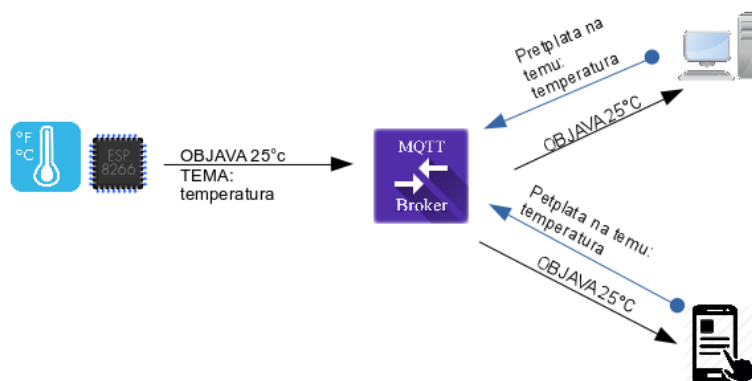 °F
°C
ESP
8266
OBJAVA 25°c
TEMA:
temperatura
MQTT
Broker
Pretplata na
temu:
temperatura
OBJAVA 25°C
Petplata na temu:
temperatura
OBJAVA 25°C